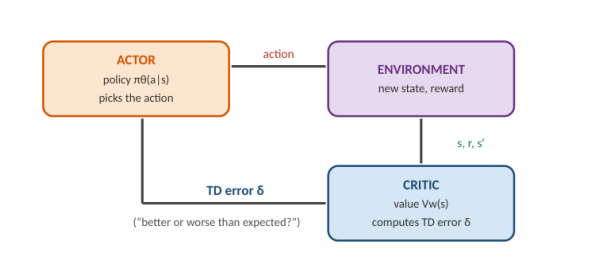 ACTOR
policy πθ(a|s)
picks the action
action
ENVIRONMENT
new state, reward
s, r, s′
TD error δ
("better or worse than expected?")
CRITIC
value Vw(s)
computes TD error δ